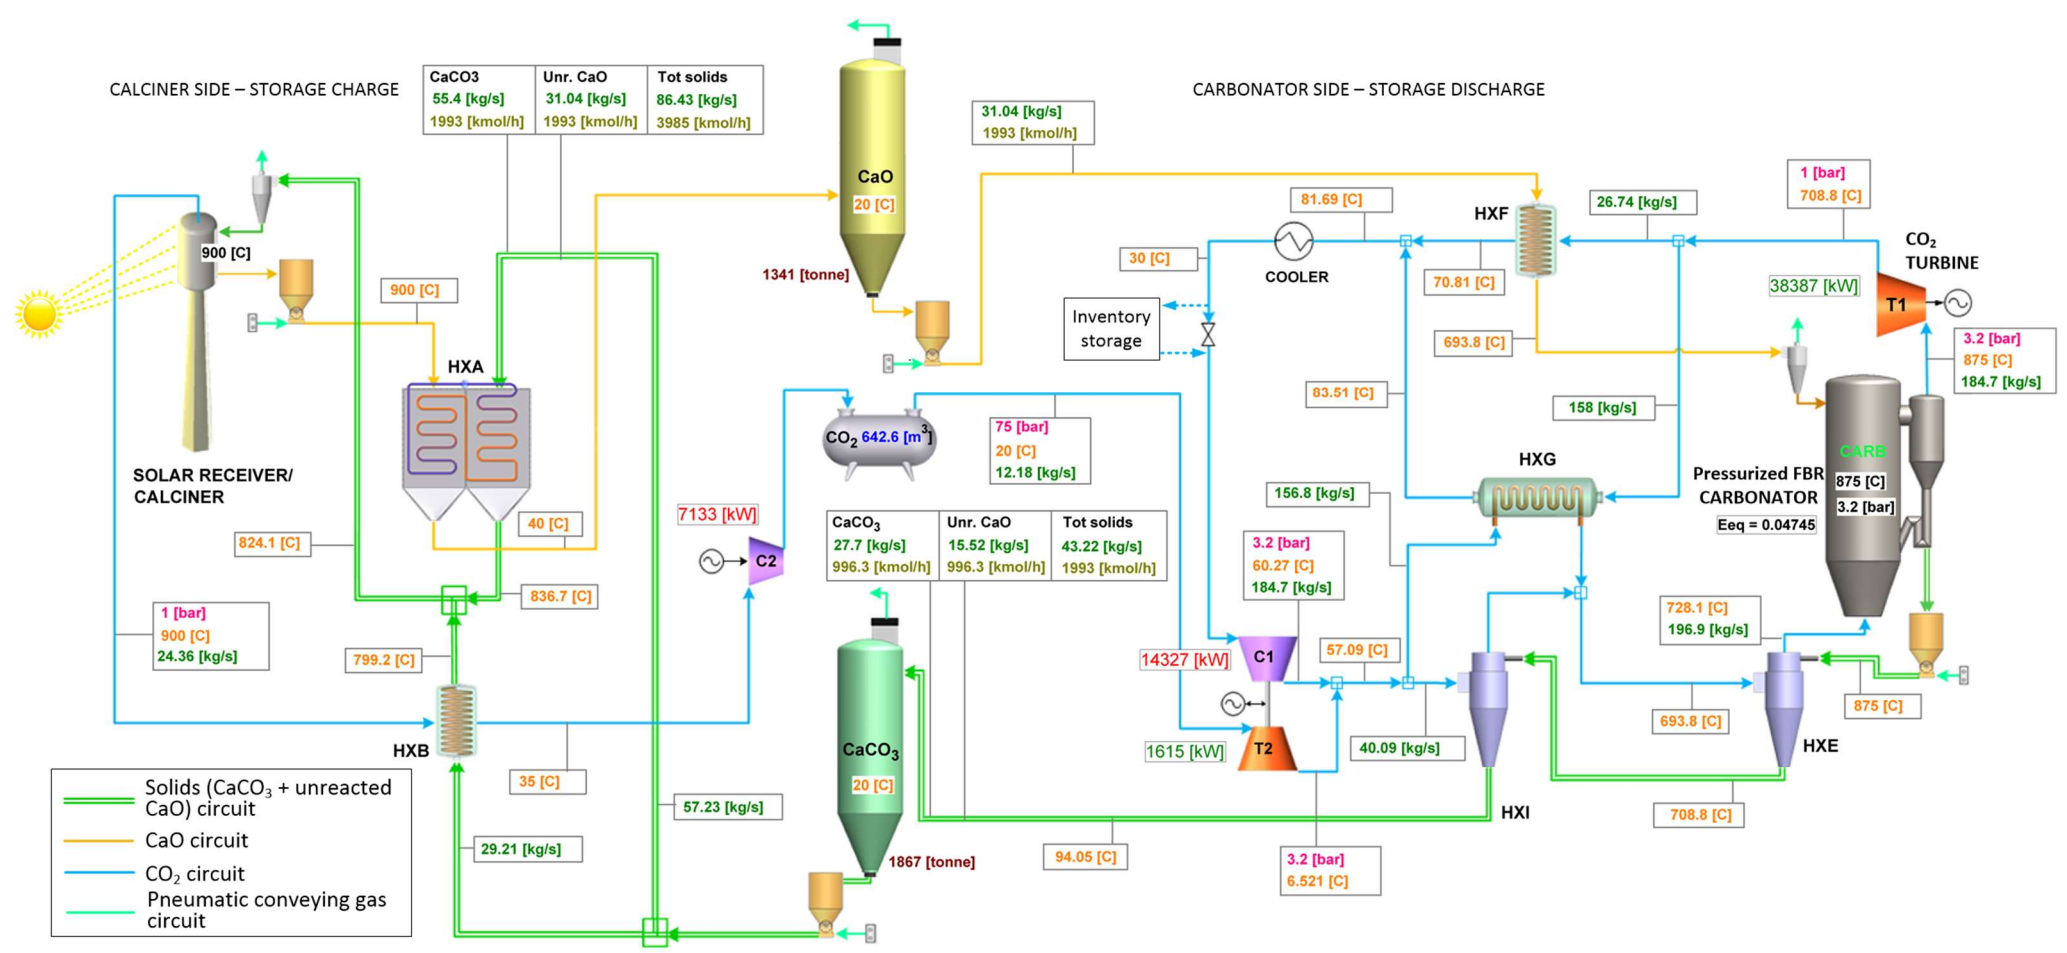 CALCINER SIDE – STORAGE CHARGE
CaCO3 Unr. CaO Tot solids
55.4 [kg/s] 31.04 [kg/s] 86.43 [kg/s]
1993 [kmol/h] 1993 [kmol/h] 3985 [kmol/h]
CARBONATOR SIDE – STORAGE DISCHARGE
31.04 [kg/s]
1993 [kmol/h]
CaO
20 [C]
1341 [tonne]
900 [C]
900 [C]
SOLAR RECEIVER/
CALCINER
HXA
40 [C]
824.1 [C]
836.7 [C]
1 [bar]
900 [C]
24.36 [kg/s]
799.2 [C]
HXB
35 [C]
29.21 [kg/s]
57.23 [kg/s]
7133 [kW]
C2
CO₂ 642.6 [m³]
75 [bar]
20 [C]
12.18 [kg/s]
CaCO₃ Unr. CaO Tot solids
27.7 [kg/s] 15.52 [kg/s] 43.22 [kg/s]
996.3 [kmol/h] 996.3 [kmol/h] 1993 [kmol/h]
CaCO₃
20 [C]
1867 [tonne]
94.05 [C]
81.69 [C]
30 [C]
COOLER
Inventory
storage
HXF
70.81 [C]
693.8 [C]
26.74 [kg/s]
1 [bar]
708.8 [C]
CO₂
TURBINE
38387 [kW]
T1
3.2 [bar]
875 [C]
184.7 [kg/s]
83.51 [C]
158 [kg/s]
HXG
156.8 [kg/s]
Pressurized FBR
CARBONATOR
Eeq = 0.04745
CARB
875 [C]
3.2 [bar]
3.2 [bar]
60.27 [C]
184.7 [kg/s]
14327 [kW]
C1
57.09 [C]
1615 [kW]
T2
40.09 [kg/s]
3.2 [bar]
6.521 [C]
HXI
728.1 [C]
196.9 [kg/s]
693.8 [C]
HXE
875 [C]
708.8 [C]
Solids (CaCO₃ + unreacted
CaO) circuit
CaO circuit
CO₂ circuit
Pneumatic conveying gas
circuit